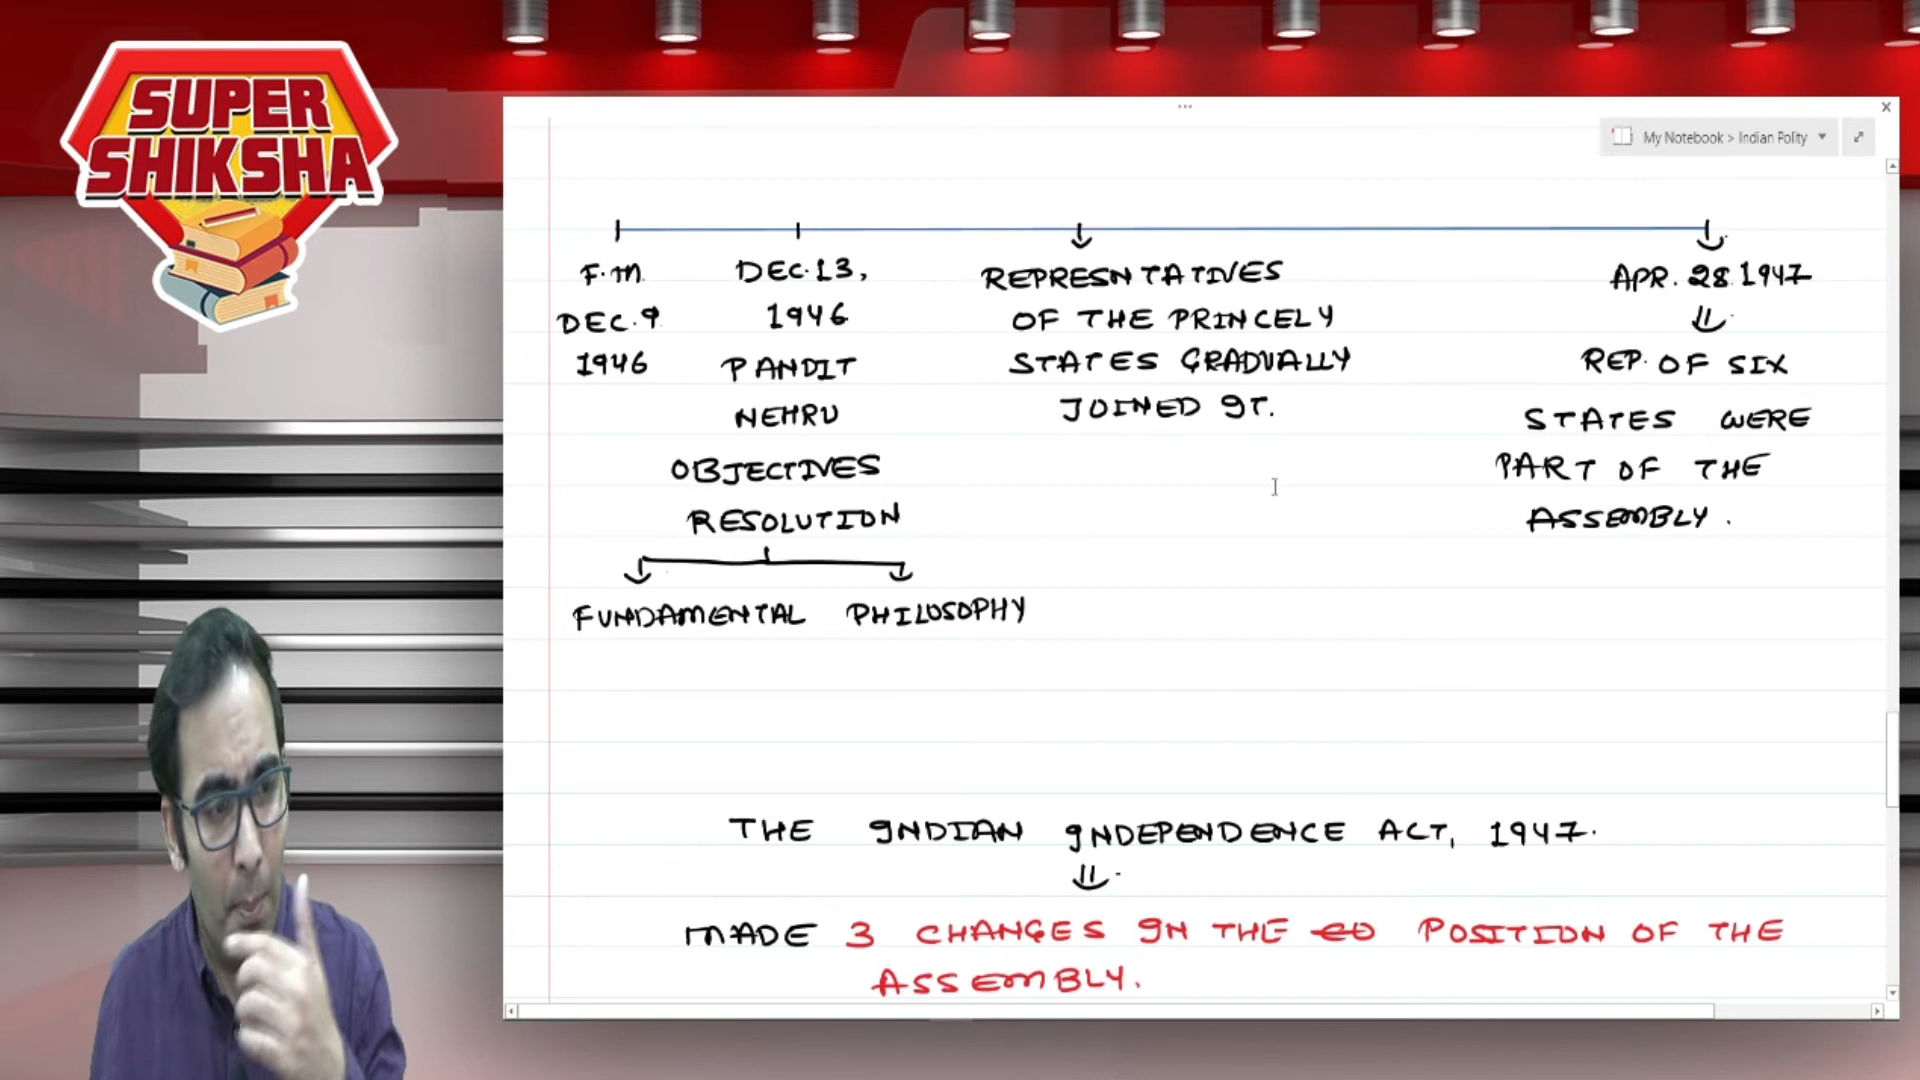 SUPER
SHIKSHA
My Notebook > Indian Polity
F.M.
DEC. 9
1946
DEC. 13,
1946
PANDIT
NEHRU
OBJECTIVES
RESOLUTION
FUNDAMENTAL PHILOSOPHY
REPRESNTATIVES
OF THE PRINCELY
STATES GRADUALLY
JOINED IT.
APR. 28 1947
REP. OF SIX
STATES WERE
PART OF THE
ASSEMBLY.
THE INDIAN INDEPENDENCE ACT, 1947.
MADE 3 CHANGES IN THE CO POSITION OF THE
ASSEMBLY.